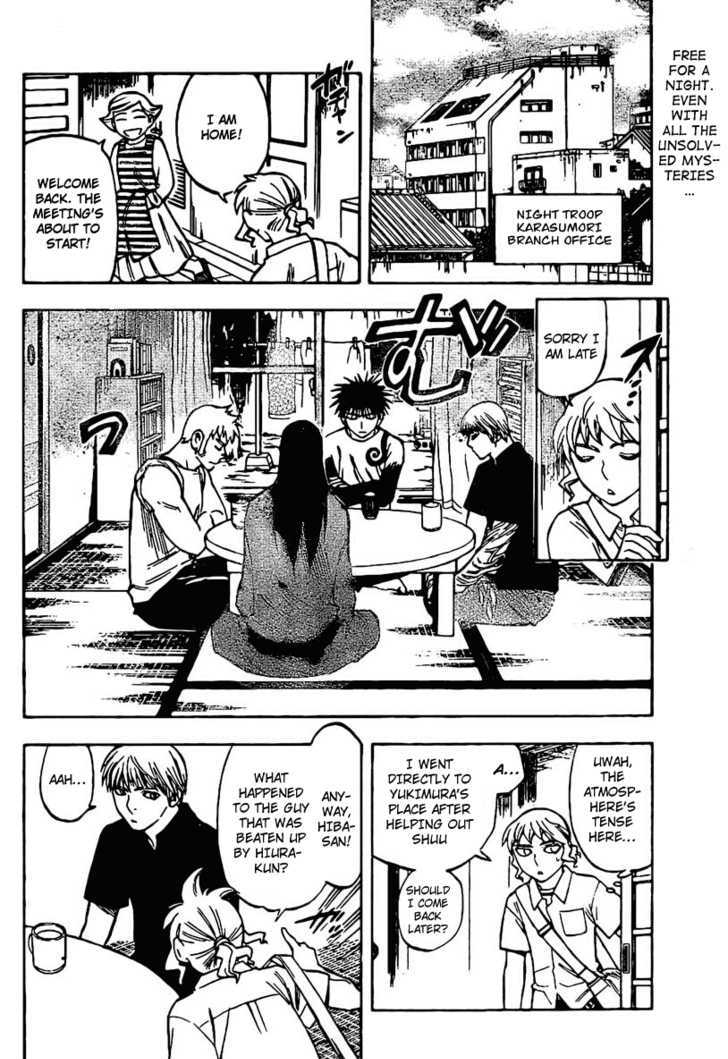 FREE
FOR A
NIGHT.
EVEN
WITH
ALL THE
UNSOLV-
ED MYS-
TERIES
...
NIGHT TROOP
KARASUMORI
BRANCH OFFICE
I AM
HOME!
WELCOME
BACK. THE
MEETING'S
ABOUT TO
START!
SORRY I
AM LATE
む
UWAH,
THE
ATMOSP-
HERE'S
TENSE
HERE...
A...
I WENT
DIRECTLY TO
YUKIMURA'S
PLACE AFTER
HELPING OUT
SHUU
SHOULD
I COME
BACK
LATER?
ANY-
WAY,
HIBA-
SAN!
WHAT
HAPPENED
TO THE GUY
THAT WAS
BEATEN UP
BY HIURA-
KUN?
AAH...